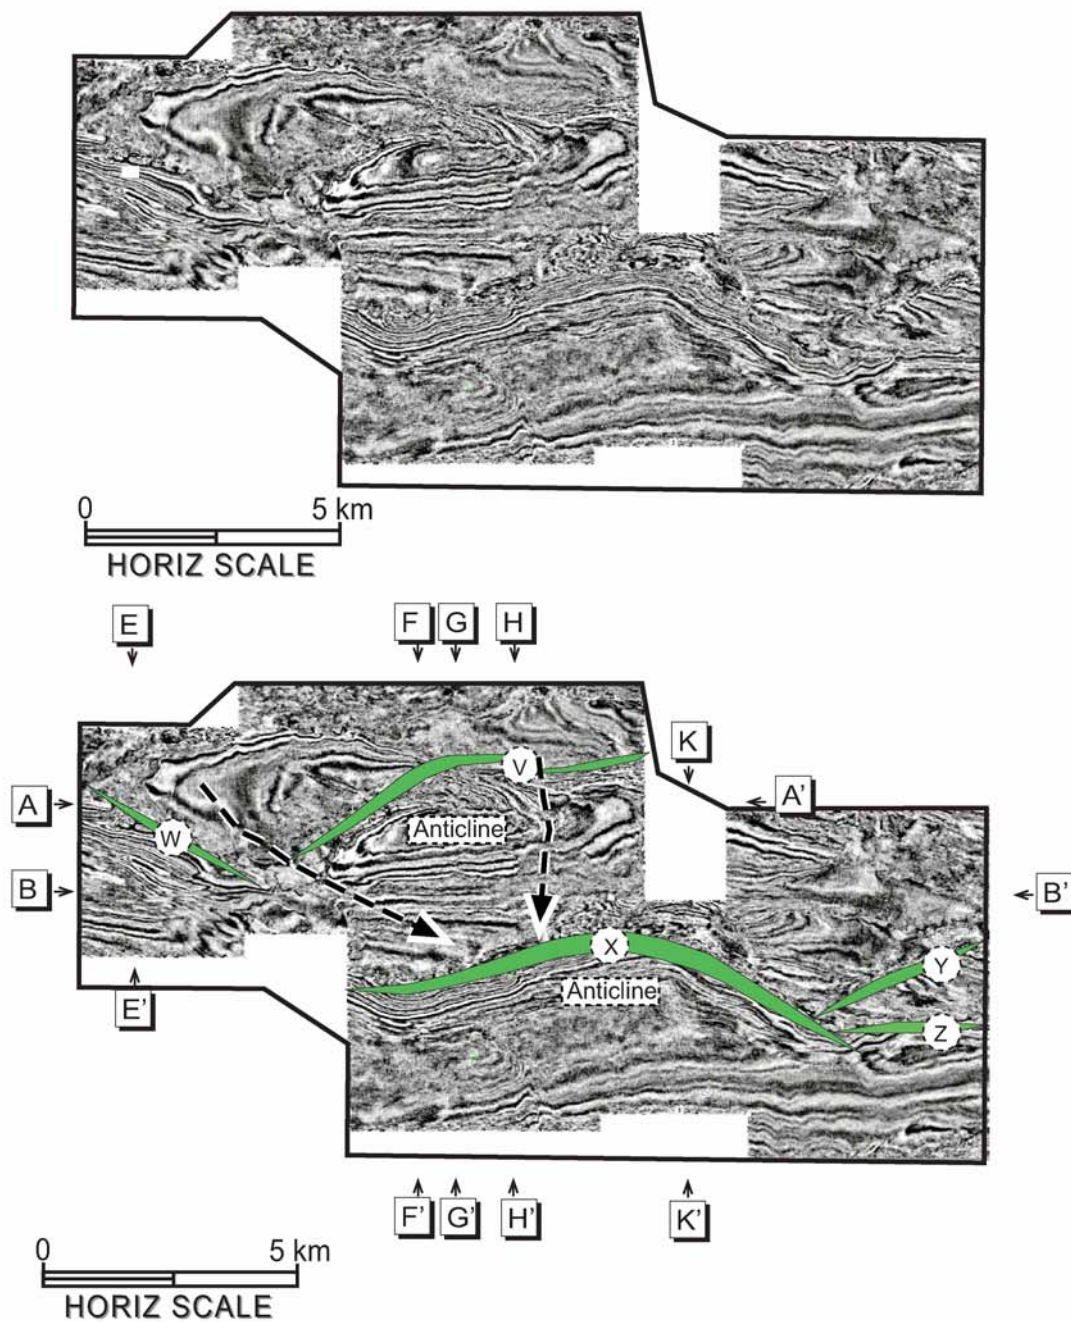 0 5 km
HORIZ SCALE
E F G H
K
A A'
V
Anticline
W
B B'
X
Y
Anticline
Z
E'
F' G' H' K'
0 5 km
HORIZ SCALE